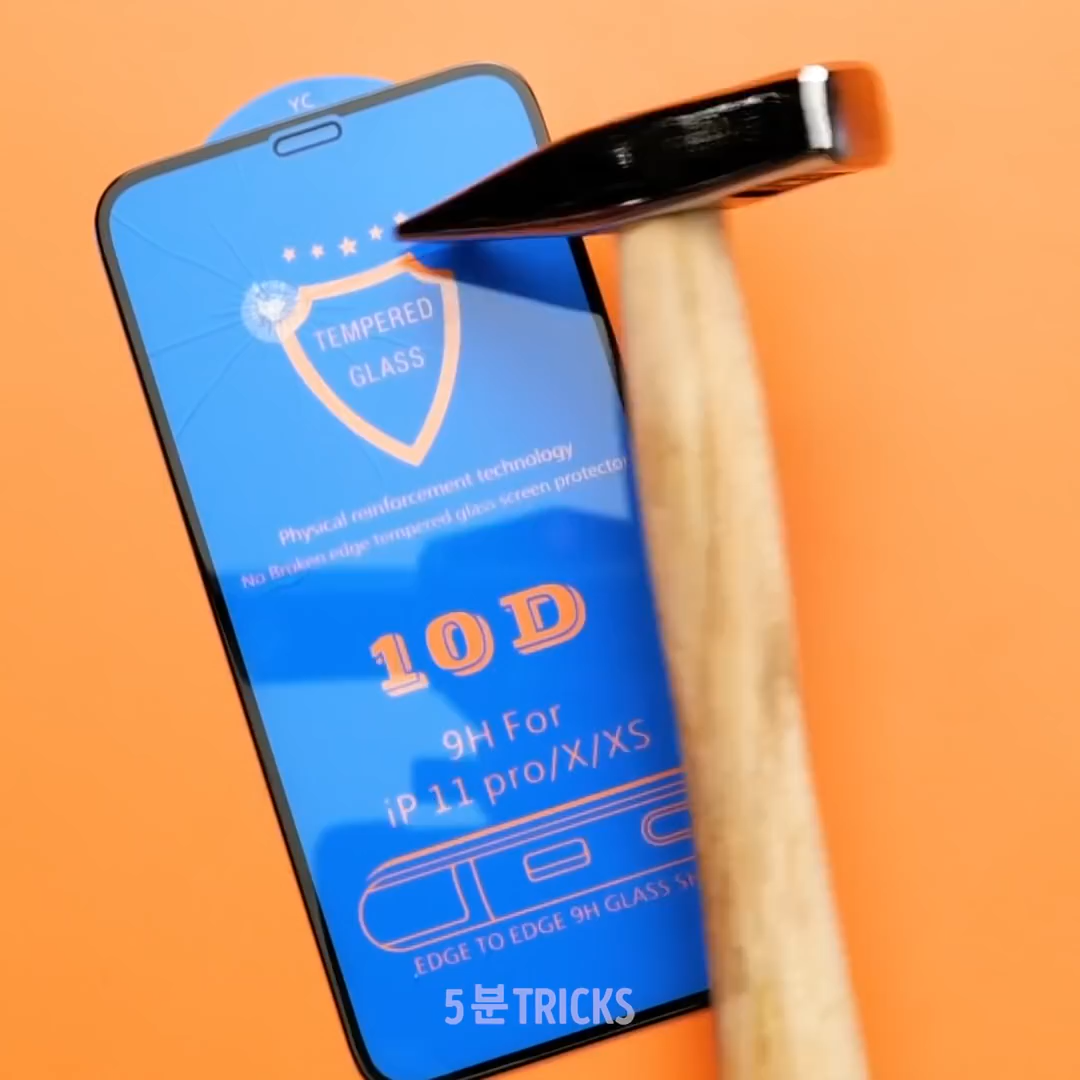 YC
TEMPERED
GLASS
Physical reinforcement technology
No Broken edge tempered glass screen protector
10D
9H For
iP 11 pro/X/XS
EDGE TO EDGE 9H GLASS
5분TRICKS